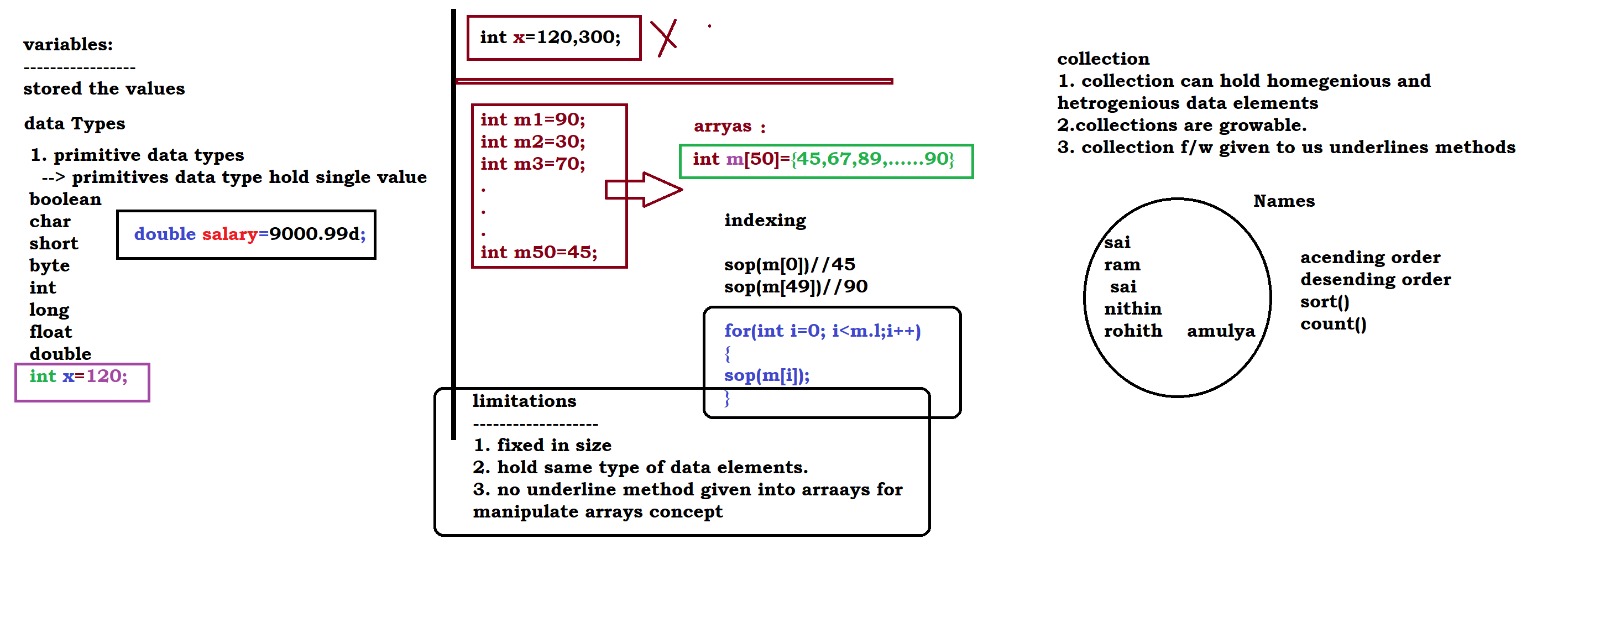 variables:
-----------------
stored the values
data Types
1. primitive data types
--> primitives data type hold single value
boolean
char
short
byte
int
long
float
double
int x=120;
double salary=9000.99d;
int x=120,300;
int m1=90;
int m2=30;
int m3=70;
.
.
.
int m50=45;
arryas :
int m[50]={45,67,89,......90}
indexing
sop(m[0])//45
sop(m[49])//90
for(int i=0; i<m.l;i++)
{
sop(m[i]);
}
limitations
-------------------
1. fixed in size
2. hold same type of data elements.
3. no underline method given into arraays for
manipulate arrays concept
collection
1. collection can hold homegenious and
hetrogenious data elements
2.collections are growable.
3. collection f/w given to us underlines methods
Names
sai
ram
sai
nithin
rohith amulya
acending order
desending order
sort()
count()